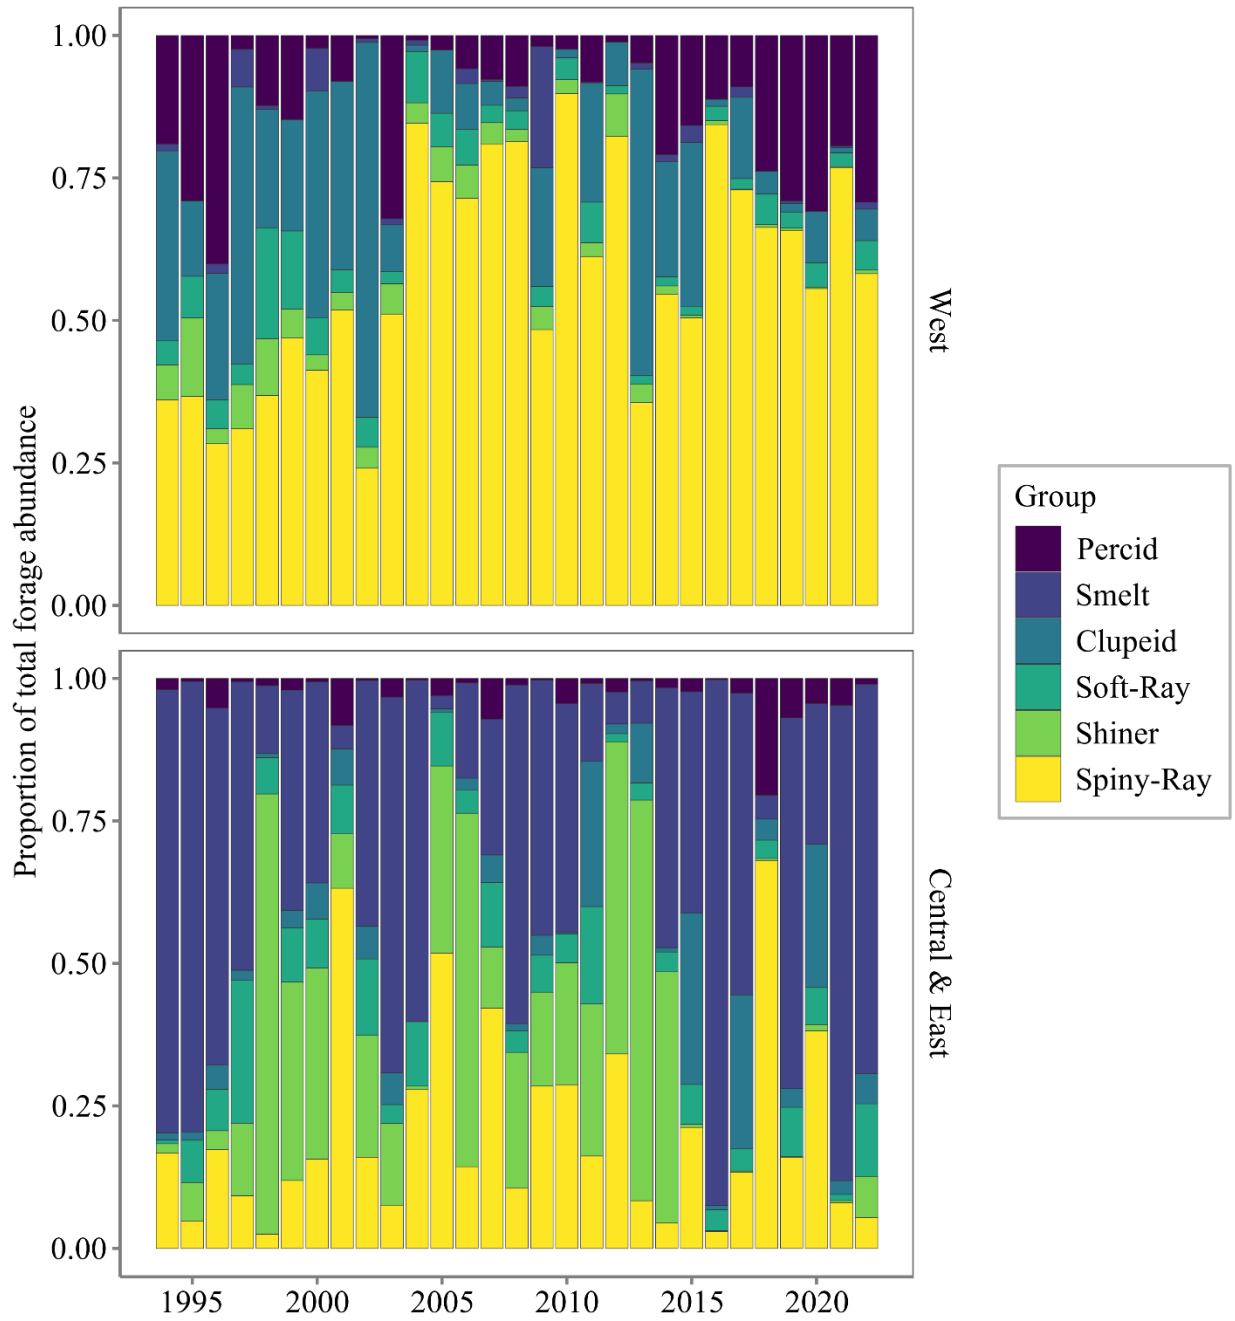 Proportion of total forage abundance
1.00
0.75
0.50
0.25
0.00
West
1.00
0.75
0.50
0.25
0.00
Central & East
1995 2000 2005 2010 2015 2020
Group
Percid
Smelt
Clupeid
Soft-Ray
Shiner
Spiny-Ray